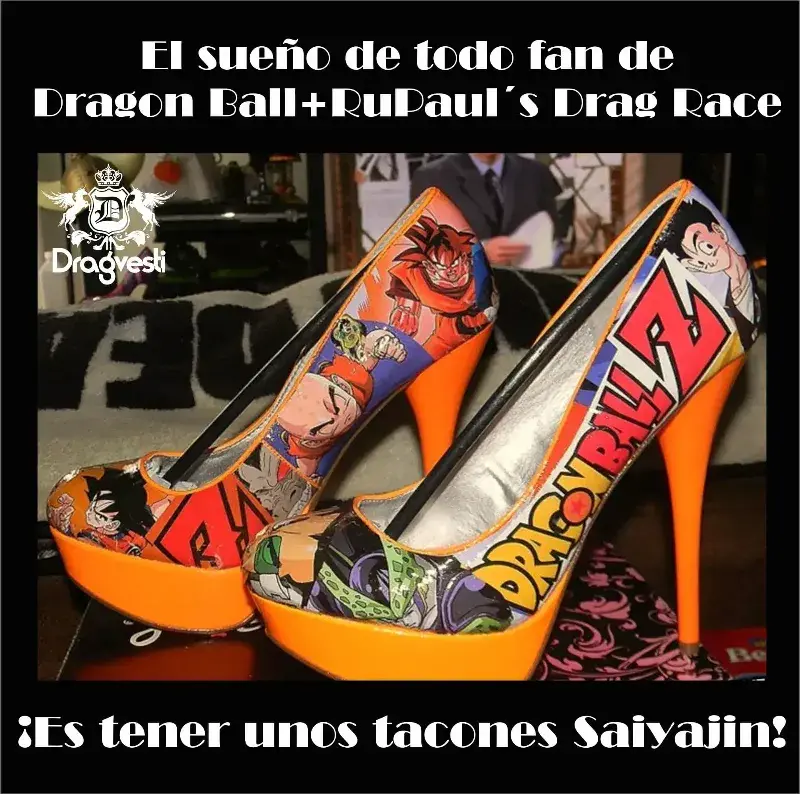 El sueño de todo fan de
Dragon Ball+RuPaul´s Drag Race
D
Dragvesti
DRAGON BALL Z
¡Es tener unos tacones Saiyajin!